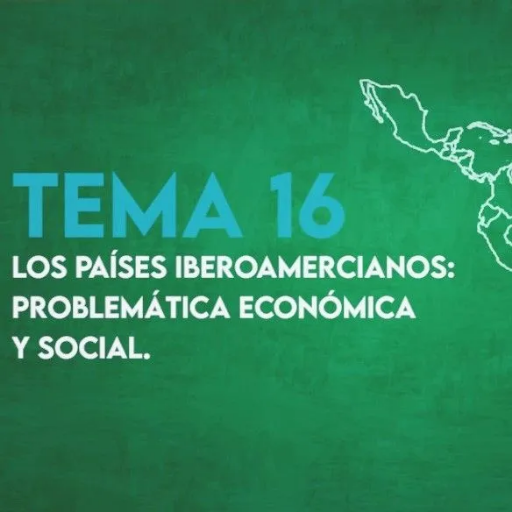 TEMA 16
LOS PAÍSES IBEROAMERCIANOS:
PROBLEMÁTICA ECONÓMICA
Y SOCIAL.